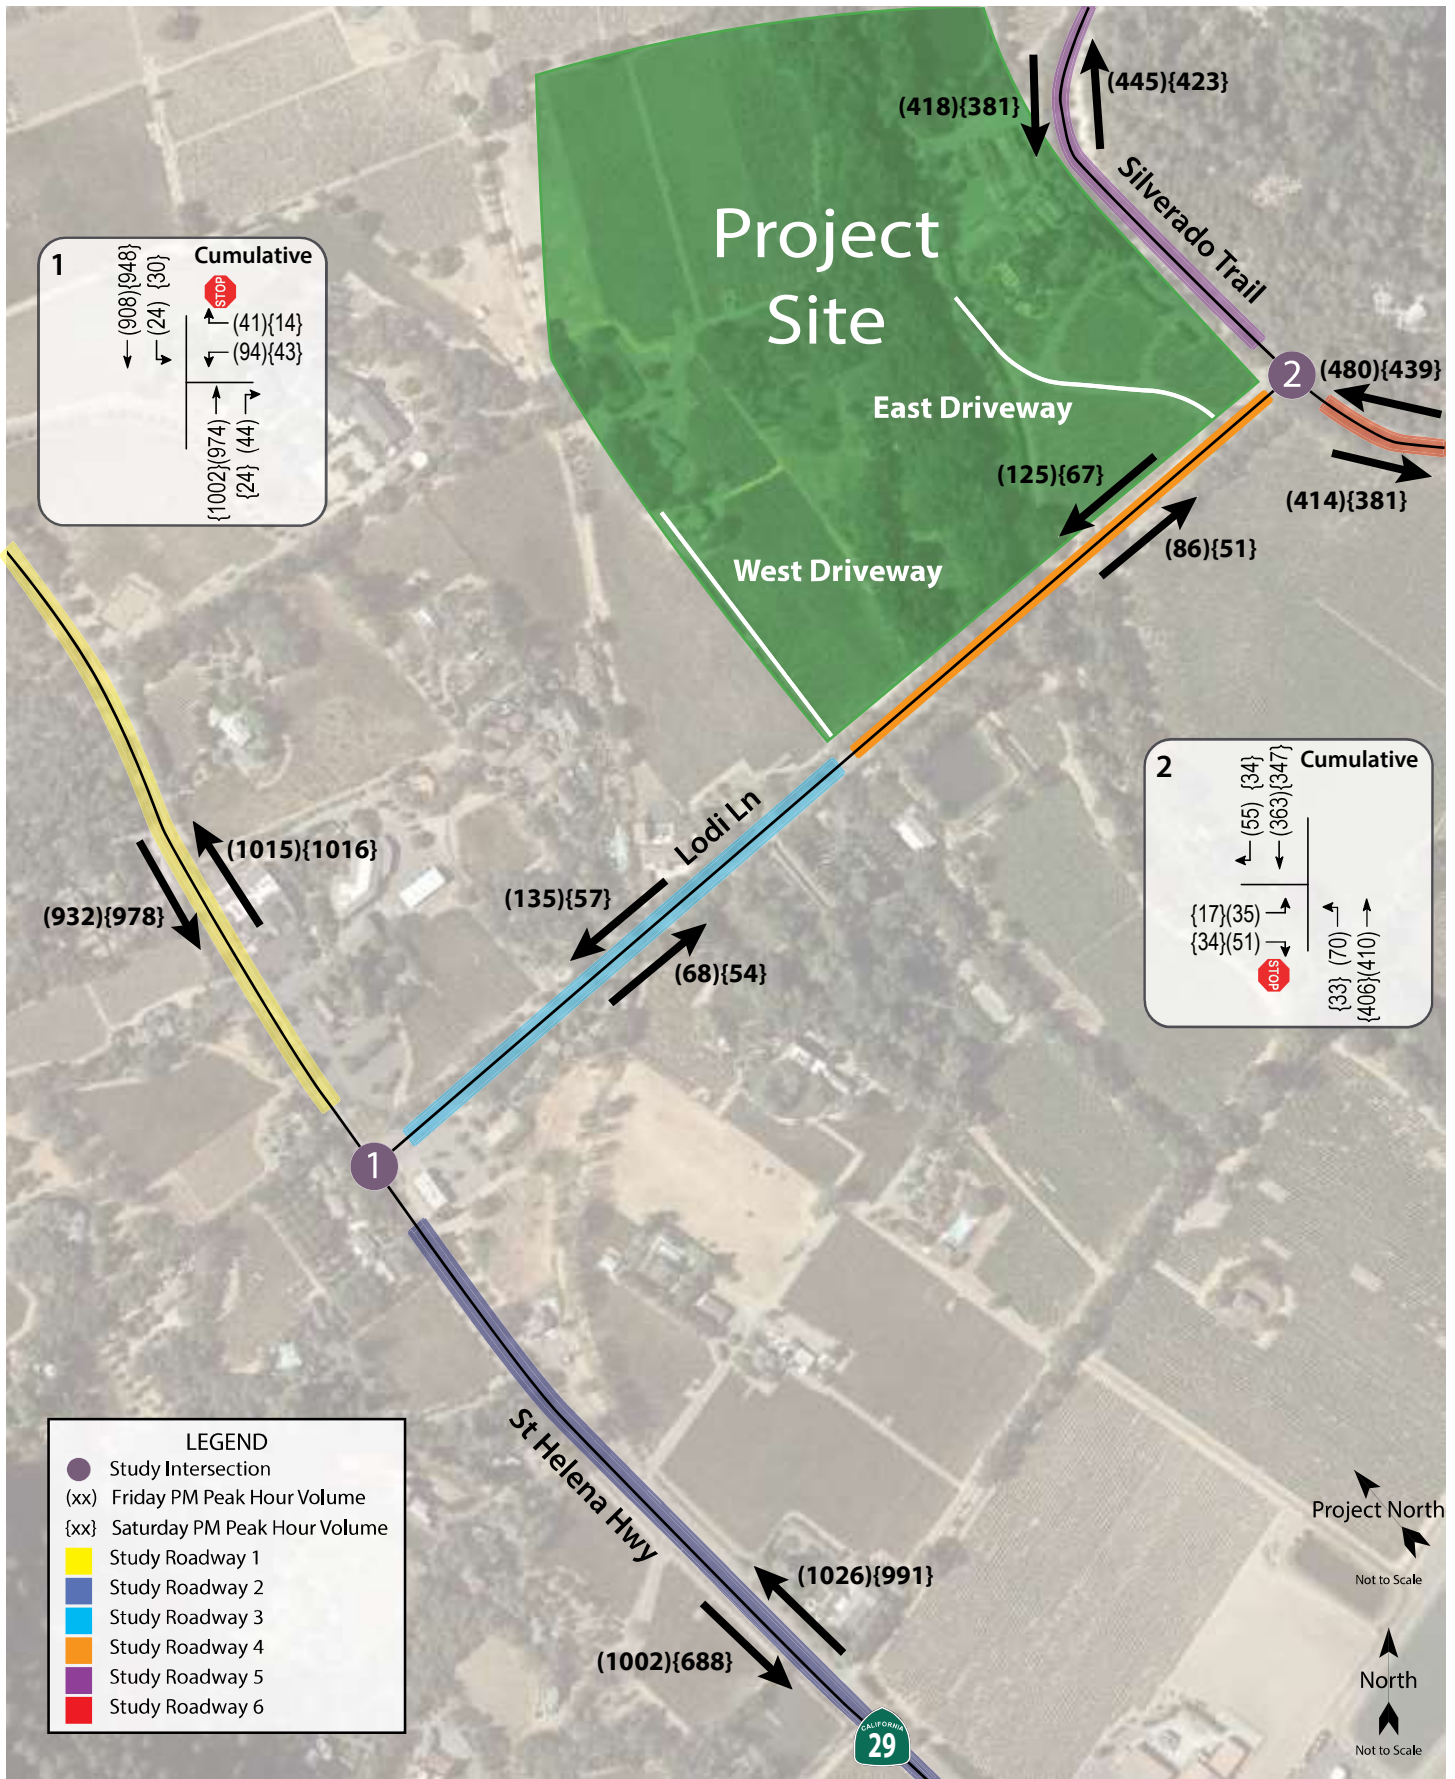 (445){423}
(418){381}
Silverado Trail
Project
Site
1
Cumulative
(908){948}
(24) {30}
STOP
(41){14}
(94){43}
{1002}(974)
{24} (44)
2
(480){439}
East Driveway
(125){67}
(414){381}
(86){51}
West Driveway
2
Cumulative
(55) {34}
(363){347}
{17}(35)
{34}(51)
STOP
{33} (70)
{406}(410)
Lodi Ln
(1015){1016}
(932){978}
(135){57}
(68){54}
1
St Helena Hwy
(1026){991}
(1002){688}
CALIFORNIA
29
LEGEND
Study Intersection
(xx) Friday PM Peak Hour Volume
{xx} Saturday PM Peak Hour Volume
Study Roadway 1
Study Roadway 2
Study Roadway 3
Study Roadway 4
Study Roadway 5
Study Roadway 6
Project North
Not to Scale
North
Not to Scale